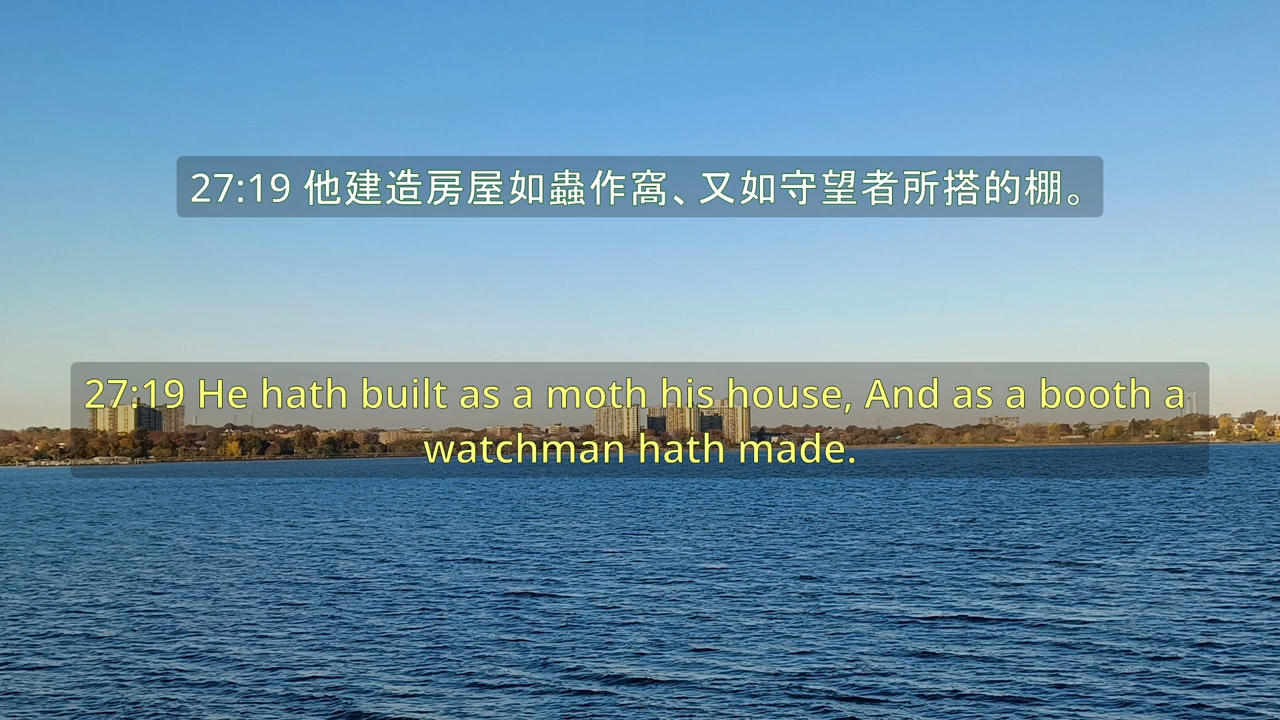 27:19 他建造房屋如蟲作窩、又如守望者所搭的棚。
27:19 He hath built as a moth his house, And as a booth a
watchman hath made.